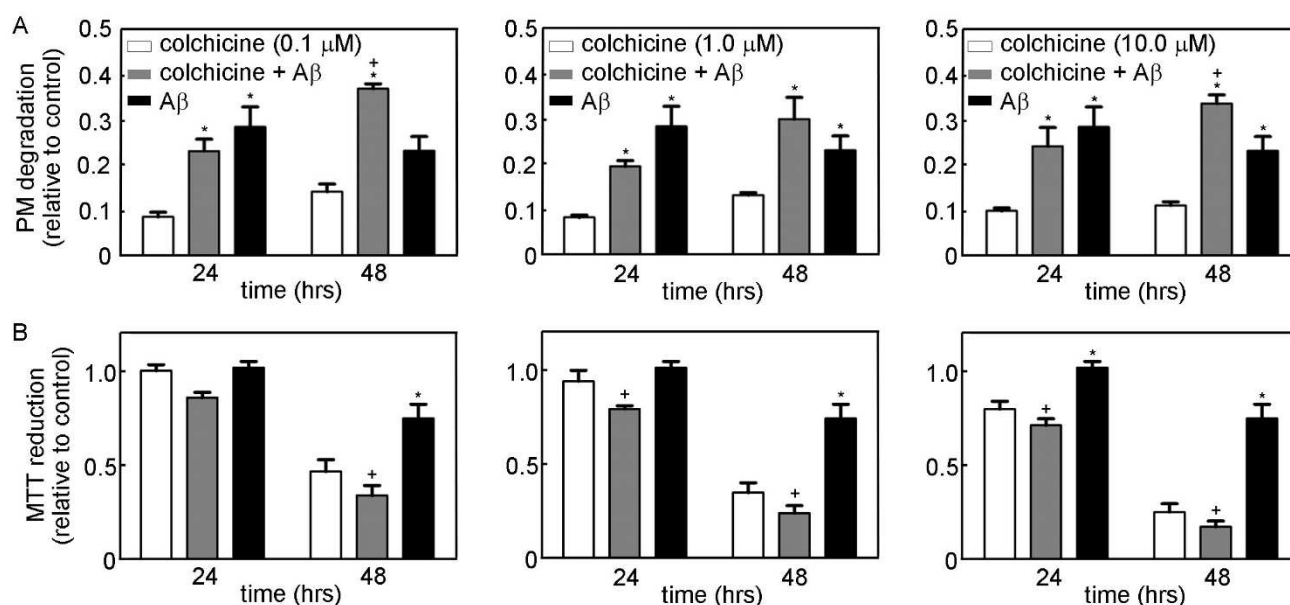 A
PM degradation
(relative to control)
0.5
0.4
0.3
0.2
0.1
0
colchicine (0.1 µM)
colchicine + Aβ
Aβ
*
*
+
*
24
48
time (hrs)
0.5
0.4
0.3
0.2
0.1
0
colchicine (1.0 µM)
colchicine + Aβ
Aβ
*
*
*
*
24
48
time (hrs)
0.5
0.4
0.3
0.2
0.1
0
colchicine (10.0 µM)
colchicine + Aβ
Aβ
*
*
+
*
*
24
48
time (hrs)
B
MTT reduction
(relative to control)
1.0
0.5
0
+
*
24
48
time (hrs)
1.0
0.5
0
+
+
*
24
48
time (hrs)
1.0
0.5
0
+
*
+
*
24
48
time (hrs)